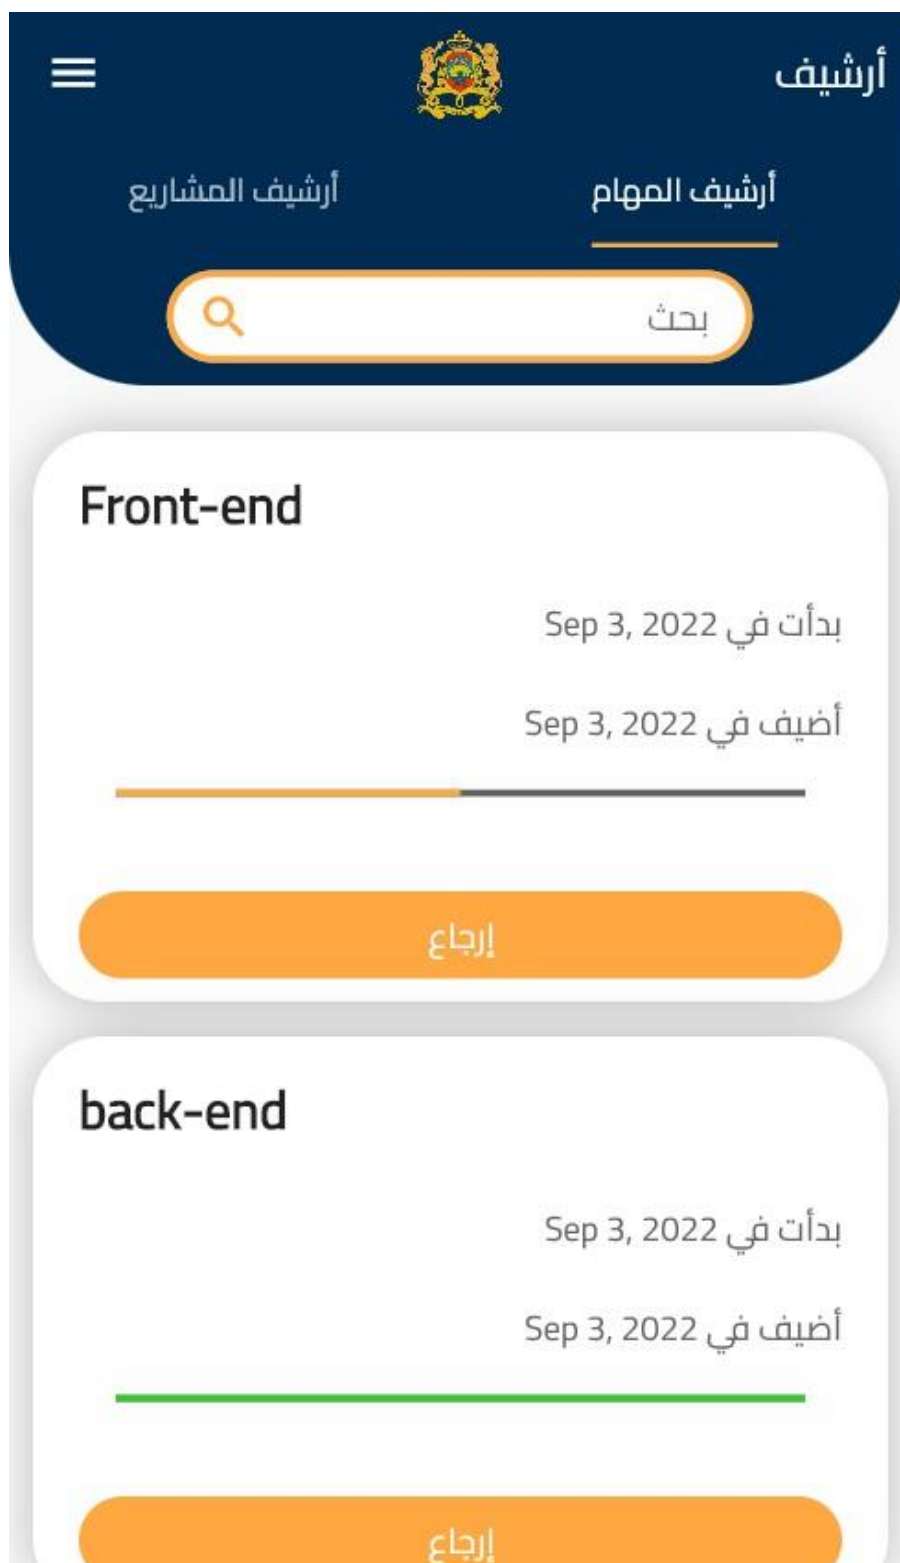 أرشيف
أرشيف المهام
أرشيف المشاريع
بحث
Front-end
بدأت في Sep 3, 2022
أضيف في Sep 3, 2022
إرجاع
back-end
بدأت في Sep 3, 2022
أضيف في Sep 3, 2022
إرجاع